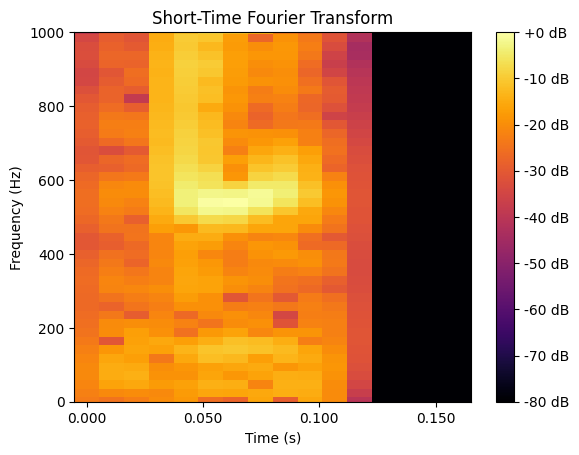 Short-Time Fourier Transform
Frequency (Hz)
1000
800
600
400
200
0
0.000
0.050
0.100
0.150
Time (s)
+0 dB
-10 dB
-20 dB
-30 dB
-40 dB
-50 dB
-60 dB
-70 dB
-80 dB